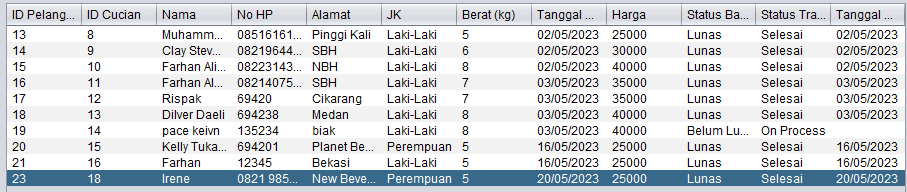 ID Pelang... ID Cucian Nama No HP Alamat JK Berat (kg) Tanggal ... Harga Status Ba... Status Tra... Tanggal ...
13 8 Muhamm... 08516161... Pinggi Kali Laki-Laki 5 02/05/2023 25000 Lunas Selesai 02/05/2023
14 9 Clay Stev... 08219644... SBH Laki-Laki 6 02/05/2023 30000 Lunas Selesai 02/05/2023
15 10 Farhan Ali... 08223143... NBH Laki-Laki 8 02/05/2023 40000 Lunas Selesai 02/05/2023
16 11 Farhan Ali... 08214075... SBH Laki-Laki 7 03/05/2023 35000 Lunas Selesai 03/05/2023
17 12 Rispak 69420 Cikarang Laki-Laki 7 03/05/2023 35000 Lunas Selesai 03/05/2023
18 13 Dilver Daeli 694238 Medan Laki-Laki 8 03/05/2023 40000 Lunas Selesai 03/05/2023
19 14 pace keivn 135234 biak Laki-Laki 8 03/05/2023 40000 Belum Lu... On Process
20 15 Kelly Tuka... 694201 Planet Be... Perempuan 5 16/05/2023 25000 Lunas Selesai 16/05/2023
21 16 Farhan 12345 Bekasi Laki-Laki 5 16/05/2023 25000 Lunas Selesai 16/05/2023
23 18 Irene 0821 985... New Beve... Perempuan 5 20/05/2023 25000 Lunas Selesai 20/05/2023